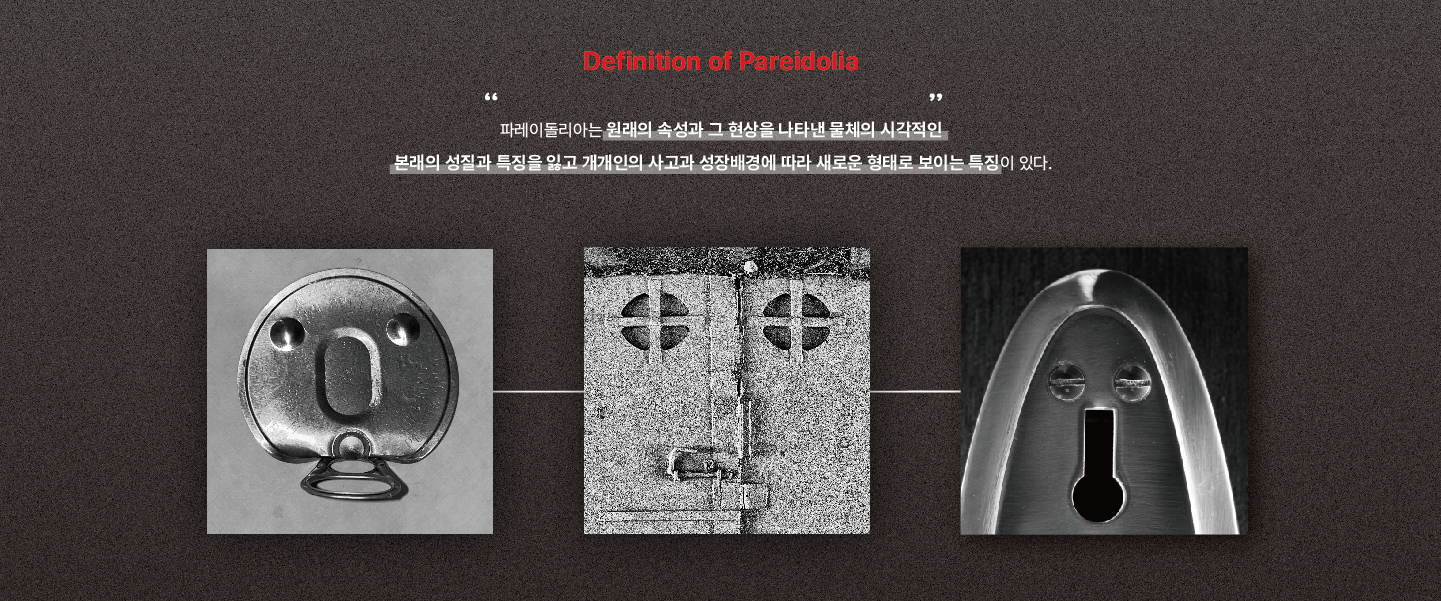 Definition of Pareidolia
“ ”
파레이돌리아는 원래의 속성과 그 현상을 나타낸 물체의 시각적인
본래의 성질과 특징을 잃고 개개인의 사고과 성장배경에 따라 새로운 형태로 보이는 특징이 있다.